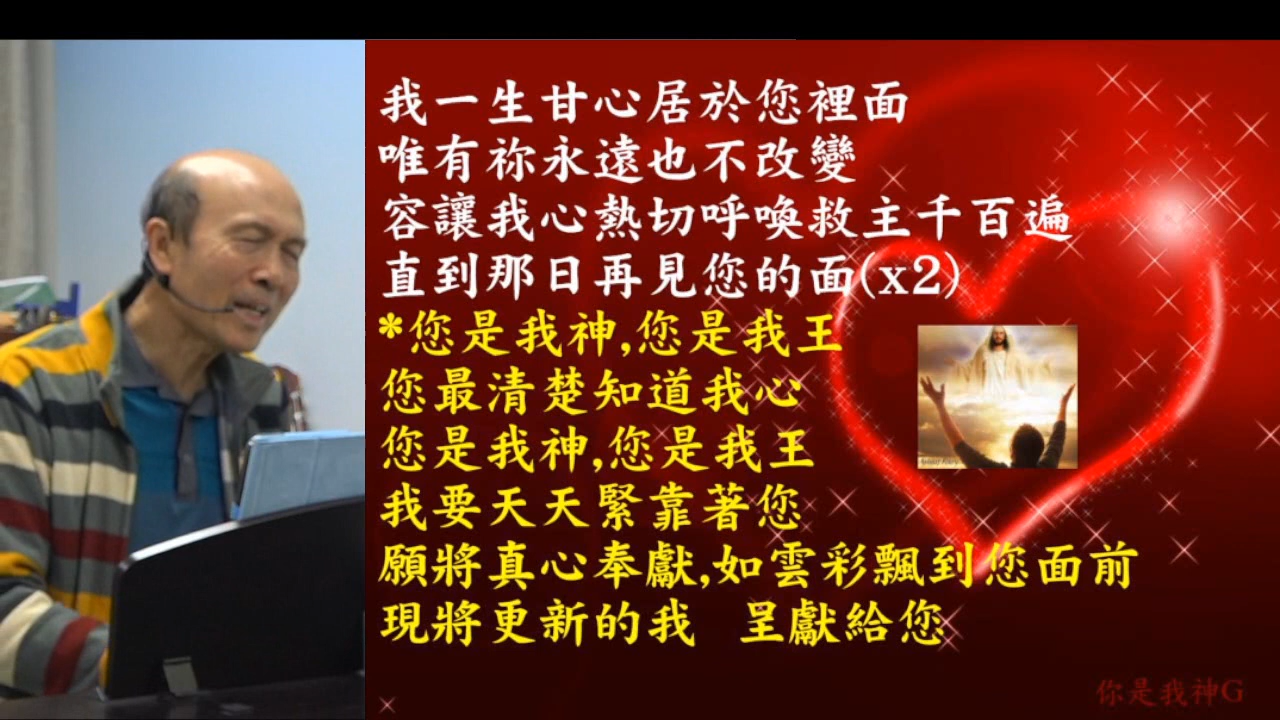 我一生甘心居於您裡面
唯有祢永遠也不改變
容讓我心熱切呼喚救主千百遍
直到那日再見您的面(x2)
*您是我神,您是我王
您最清楚知道我心
您是我神,您是我王
我要天天緊靠著您
願將真心奉獻,如雲彩飄到您面前
現將更新的我 呈獻給您
你是我神G